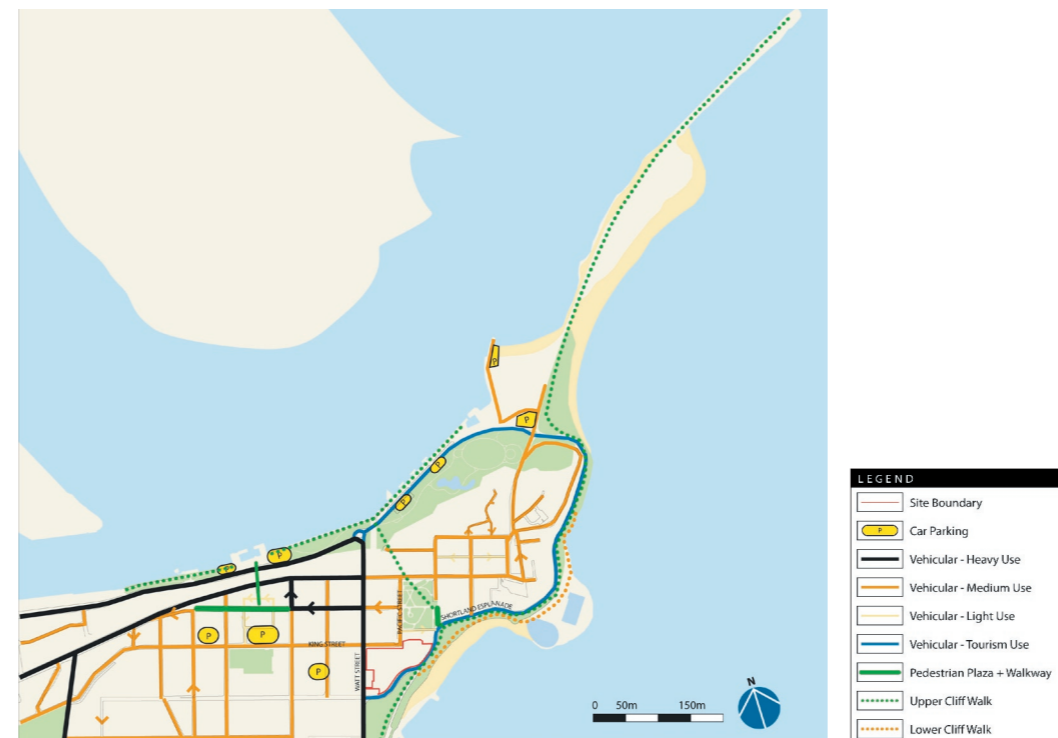 P
P
P
P
P
P
SHORTLAND ESPLANADE
PACIFIC STREET
P
P
KING STREET
P
WATT STREET
0 50m 150m
N
LEGEND
Site Boundary
P Car Parking
Vehicular - Heavy Use
Vehicular - Medium Use
Vehicular - Light Use
Vehicular - Tourism Use
Pedestrian Plaza + Walkway
Upper Cliff Walk
Lower Cliff Walk